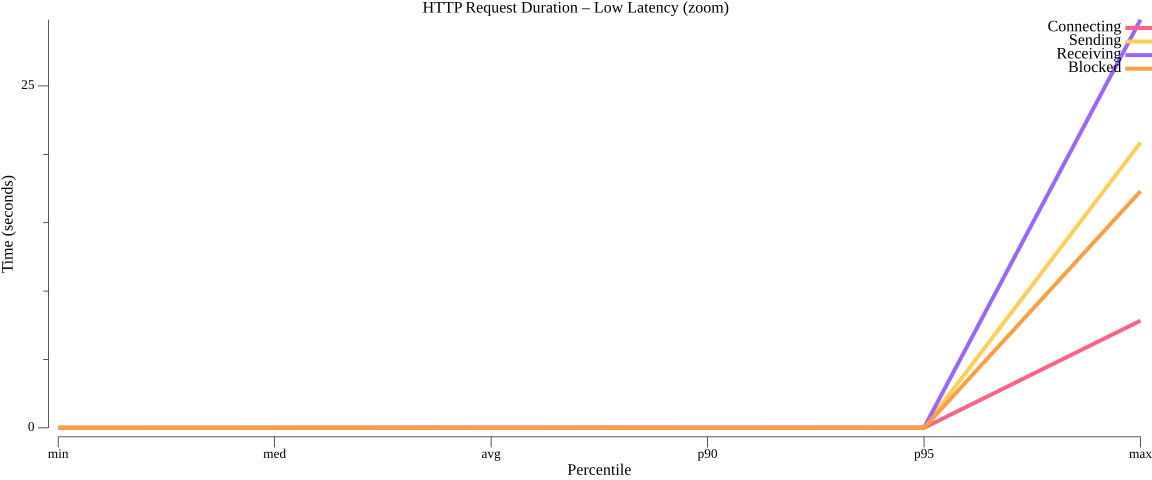 HTTP Request Duration – Low Latency (zoom)
Connecting
Sending
Receiving
Blocked
25
0
Time (seconds)
min med avg p90 p95 max
Percentile